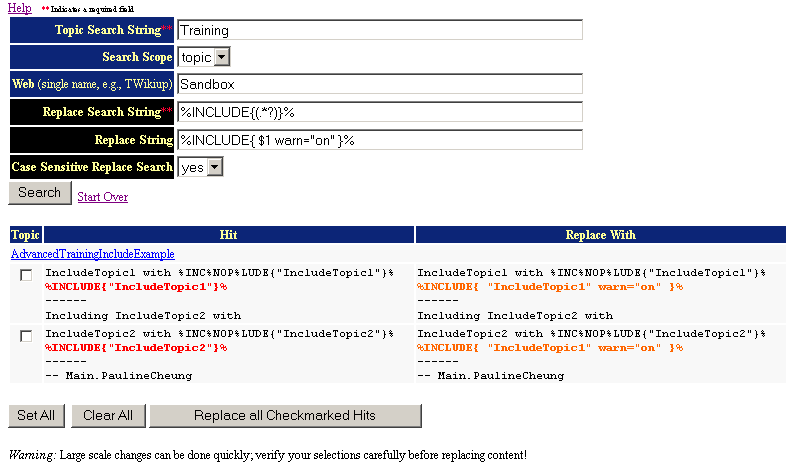 Help **Indicates a required field
Topic Search String** Training
Search Scope topic
Web (single name, e.g., TWikiup) Sandbox
Replace Search String** %INCLUDE{(.*?)}%
Replace String %INCLUDE{ $1 warn="on" }%
Case Sensitive Replace Search yes
Search Start Over
Topic Hit Replace With
AdvancedTrainingIncludeExample
IncludeTopic1 with %INC%NOP%LUDE{"IncludeTopic1"}% IncludeTopic1 with %INC%NOP%LUDE{"IncludeTopic1"}%
%INCLUDE{"IncludeTopic1"}% %INCLUDE{ "IncludeTopic1" warn="on" }%
------ ------
Including IncludeTopic2 with Including IncludeTopic2 with
IncludeTopic2 with %INC%NOP%LUDE{"IncludeTopic2"}% IncludeTopic2 with %INC%NOP%LUDE{"IncludeTopic2"}%
%INCLUDE{"IncludeTopic2"}% %INCLUDE{ "IncludeTopic1" warn="on" }%
------ ------
-- Main.PaulineCheung -- Main.PaulineCheung
Set All Clear All Replace all Checkmarked Hits
Warning: Large scale changes can be done quickly; verify your selections carefully before replacing content!